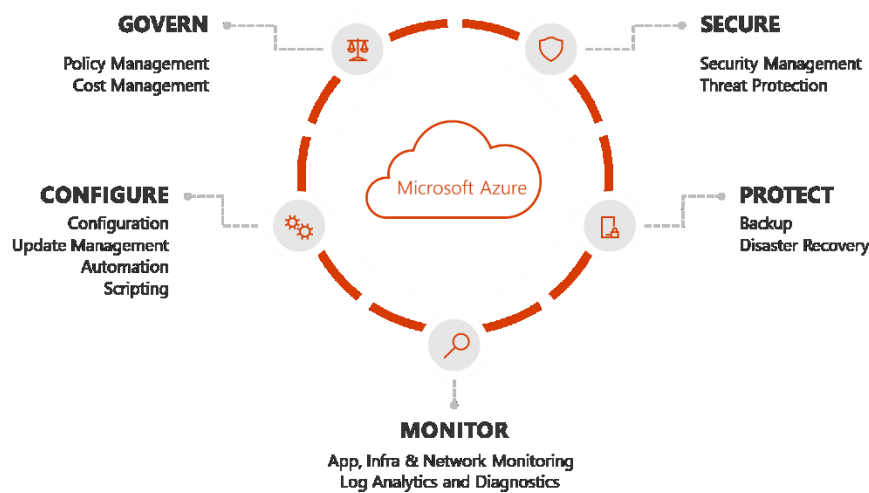 GOVERN
Policy Management
Cost Management
SECURE
Security Management
Threat Protection
Microsoft Azure
CONFIGURE
Configuration
Update Management
Automation
Scripting
PROTECT
Backup
Disaster Recovery
MONITOR
App, Infra & Network Monitoring
Log Analytics and Diagnostics